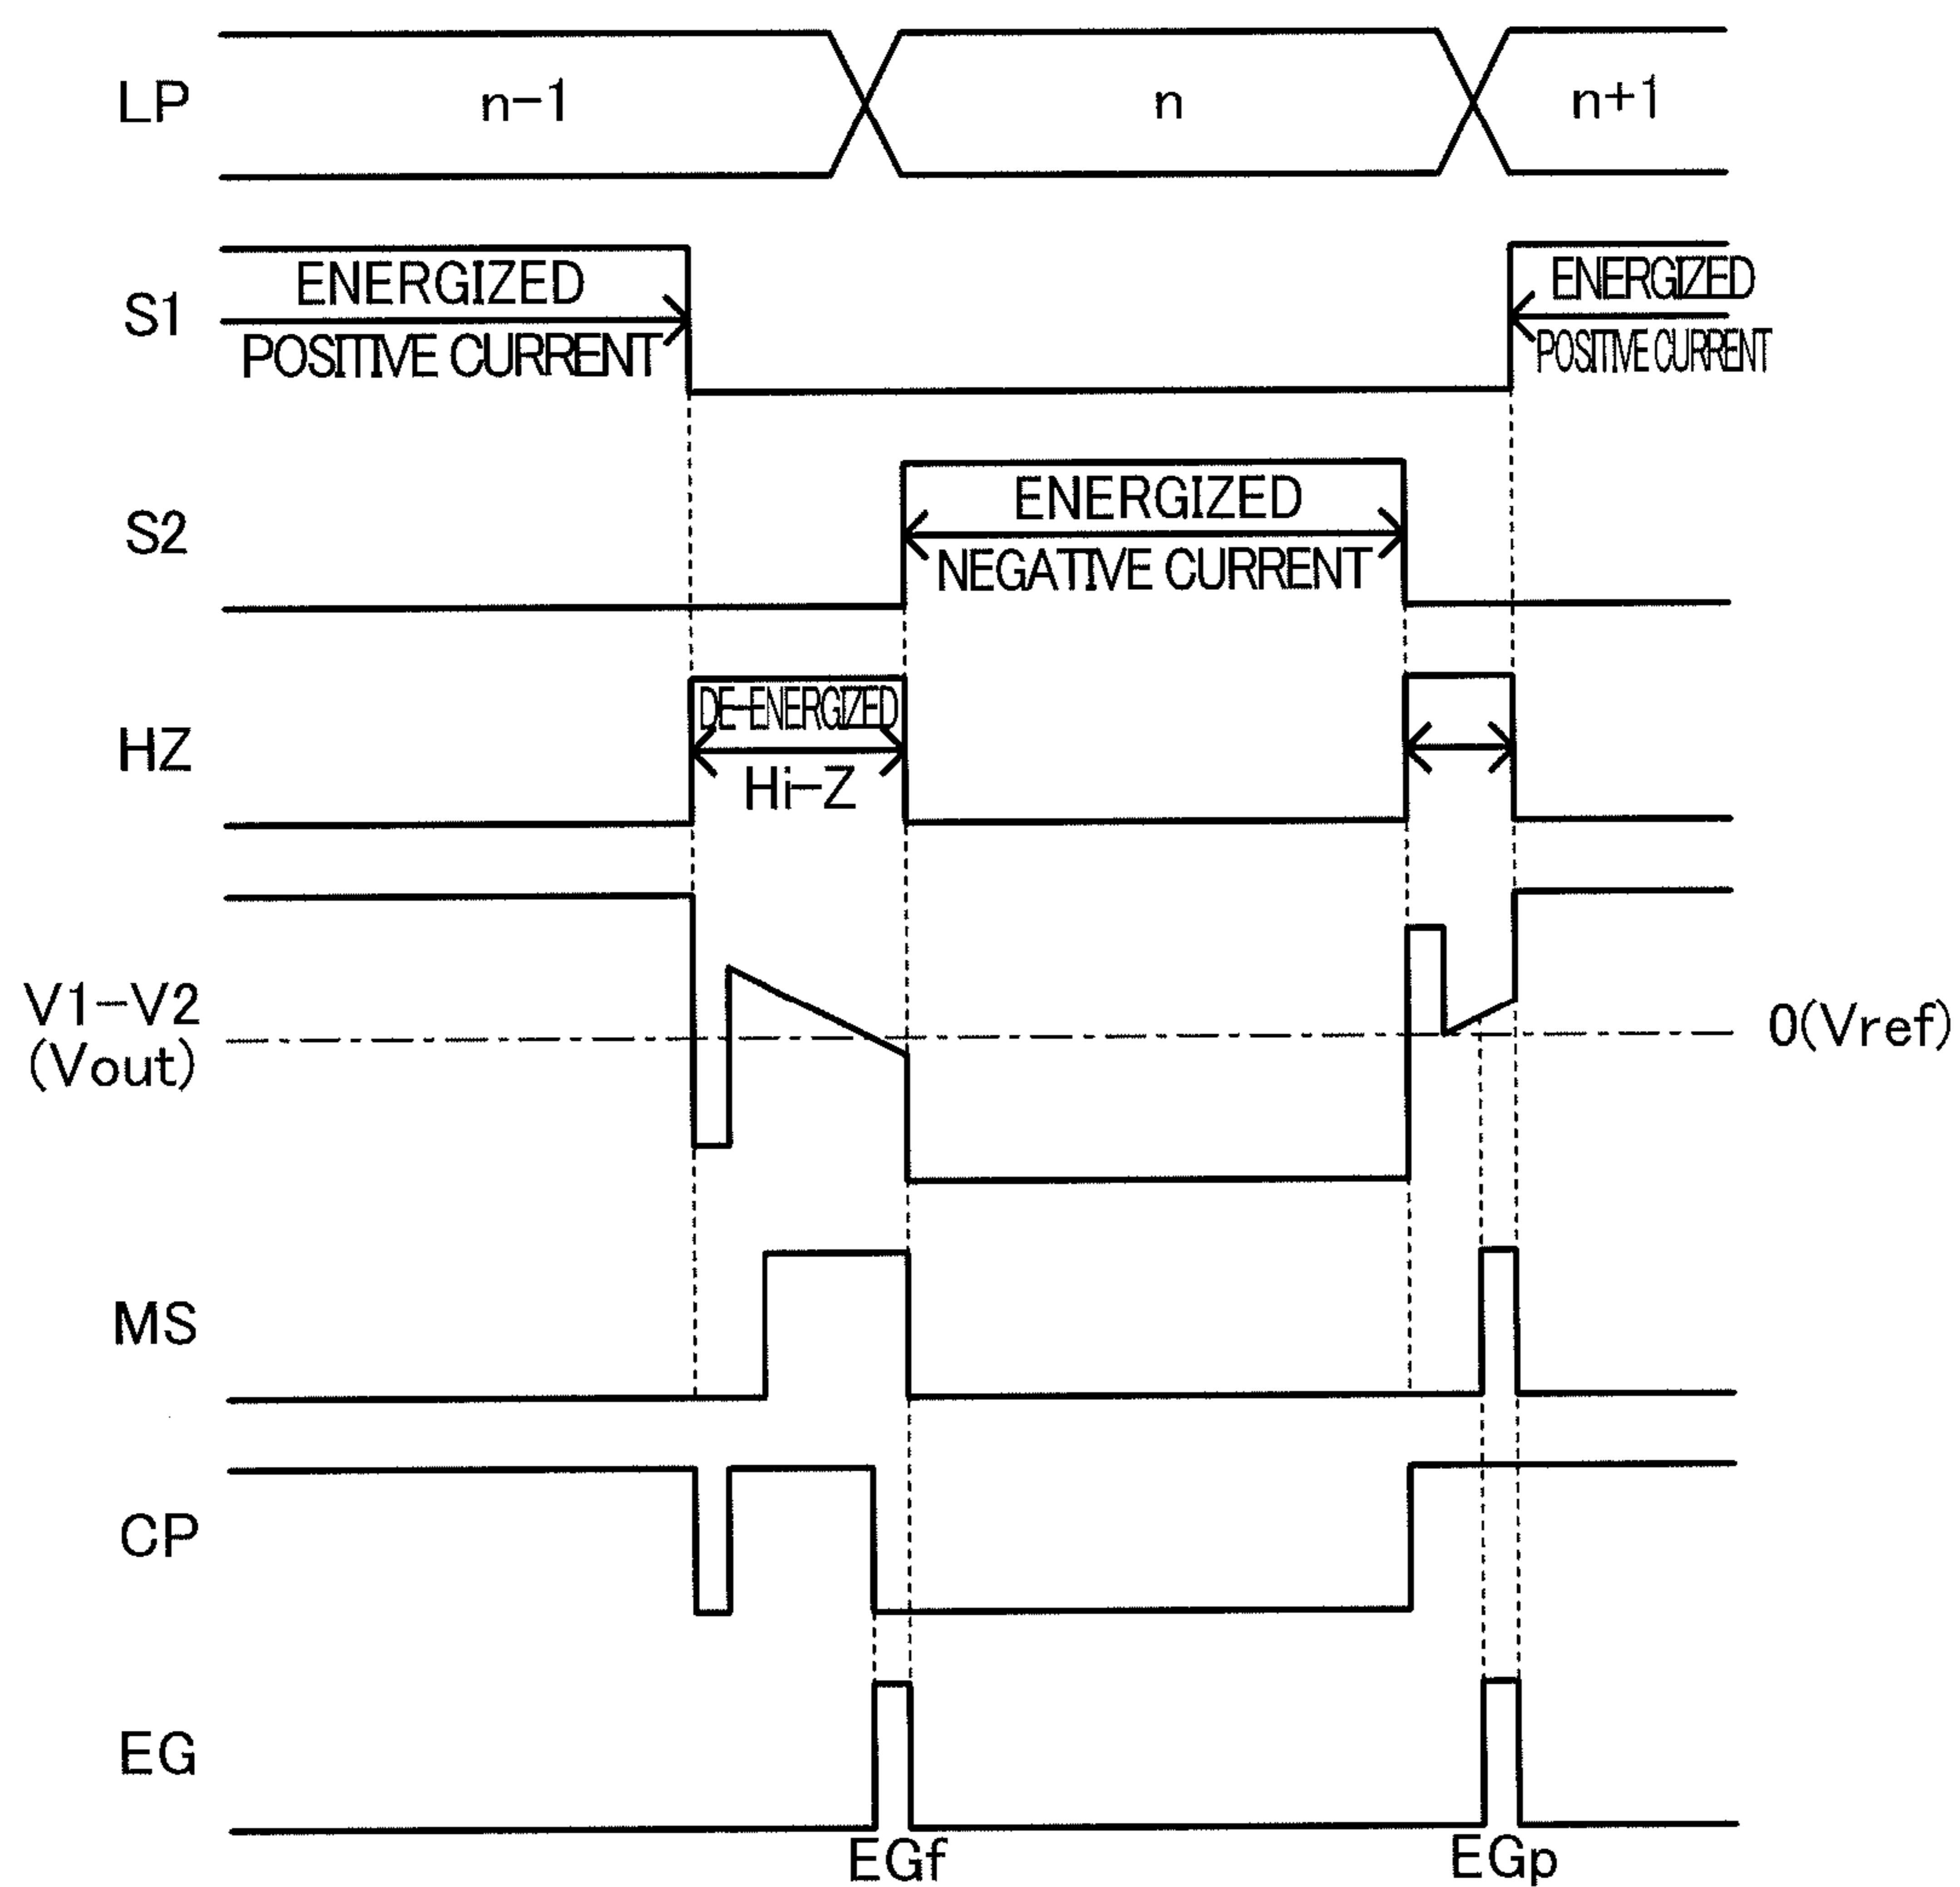 LP
n-1
n
n+1
S1
ENERGIZED
POSITIVE CURRENT
ENERGIZED
POSITIVE CURRENT
S2
ENERGIZED
NEGATIVE CURRENT
HZ
DE-ENERGIZED
Hi-Z
V1-V2
(Vout)
0(Vref)
MS
CP
EG
EGf
EGp